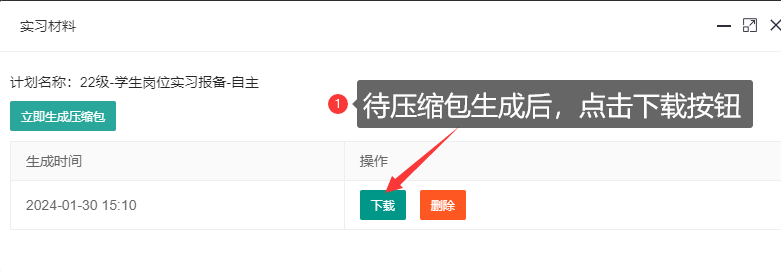 实习材料
计划名称：22级-学生岗位实习报备-自主
立即生成压缩包
1 待压缩包生成后，点击下载按钮
生成时间 操作
2024-01-30 15:10 下载 删除